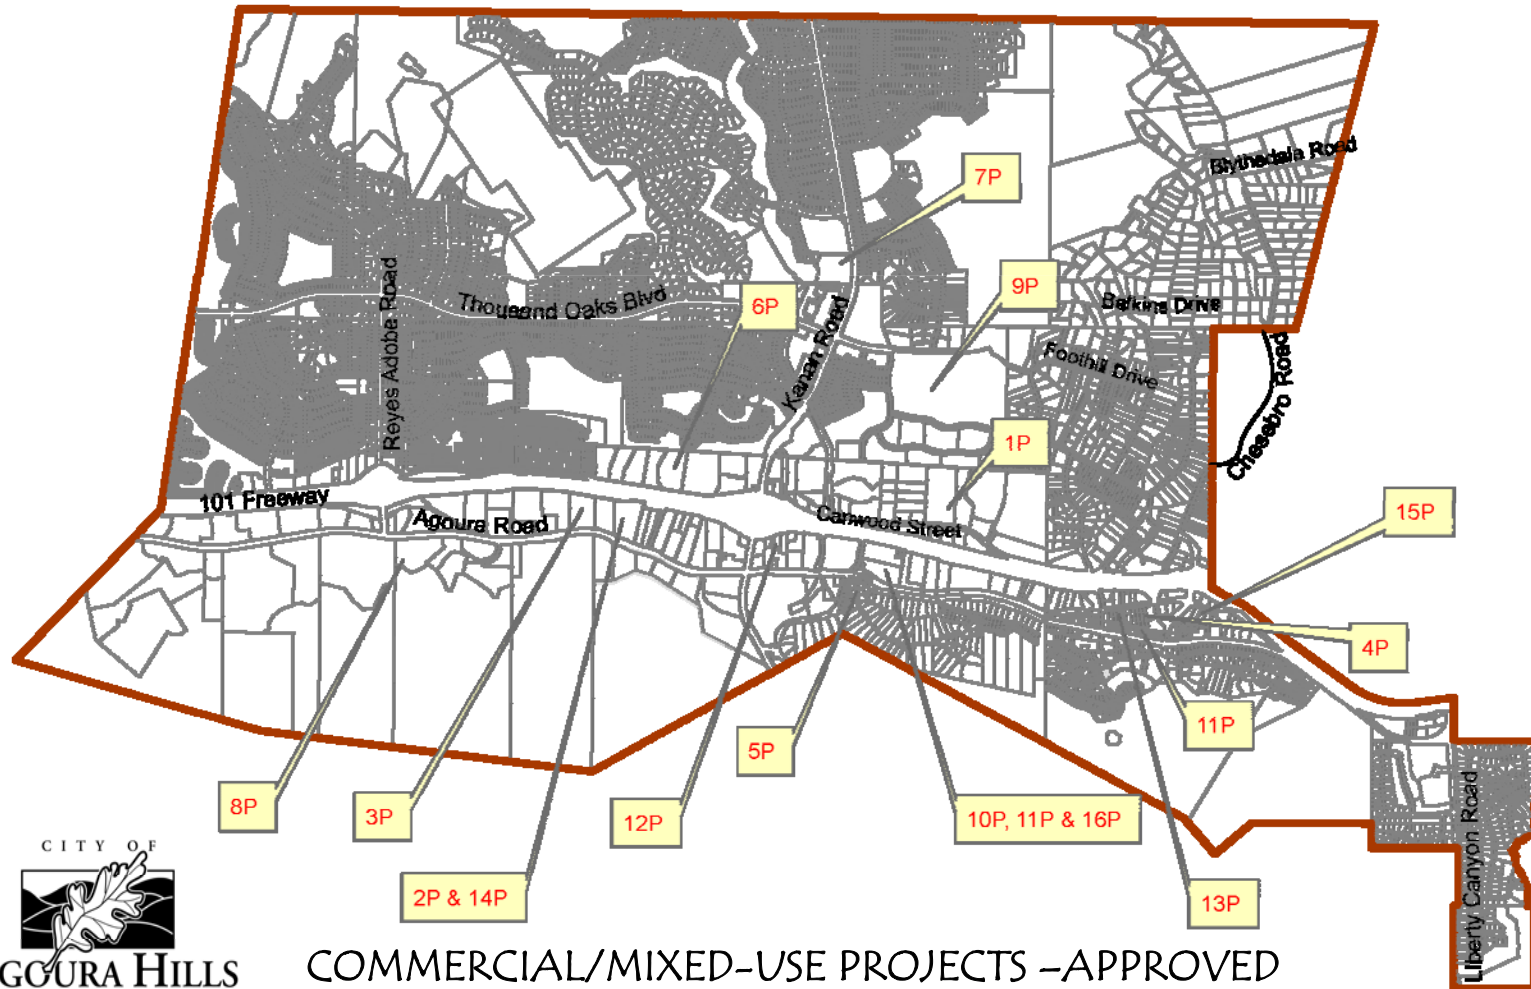 Blythedala Road
7P
9P
6P
Thousand Oaks Blvd
Reyes Adobe Road
Kanan Road
Balkins Drive
Foothill Drive
Chesebro Road
1P
101 Freeway
Agoura Road
Canwood Street
15P
4P
11P
5P
8P
3P
12P
10P, 11P & 16P
2P & 14P
13P
Liberty Canyon Road
CITY OF
GOURA HILLS
COMMERCIAL/MIXED-USE PROJECTS –APPROVED